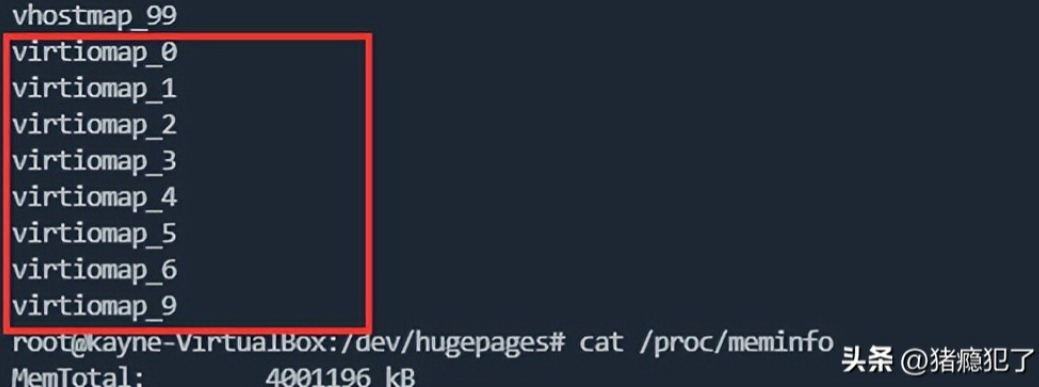 vhostmap_99
virtiomap_0
virtiomap_1
virtiomap_2
virtiomap_3
virtiomap_4
virtiomap_5
virtiomap_6
virtiomap_9
root@kayne-VirtualBox:/dev/hugepages# cat /proc/meminfo
MemTotal: 4001196 kB
头条 @猪瘾犯了